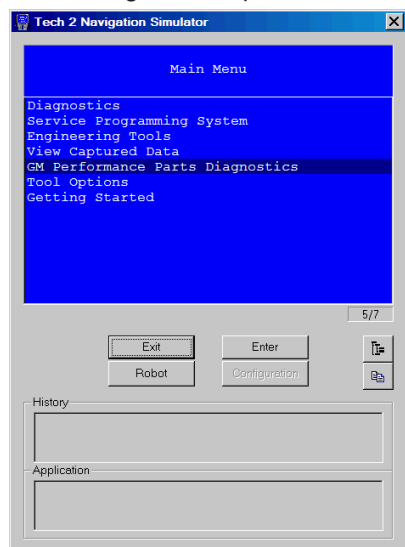 Tech 2 Navigation Simulator
Main Menu
Diagnostics
Service Programming System
Engineering Tools
View Captured Data
GM Performance Parts Diagnostics
Tool Options
Getting Started
5/7
Exit Enter
Robot Configuration
History
Application